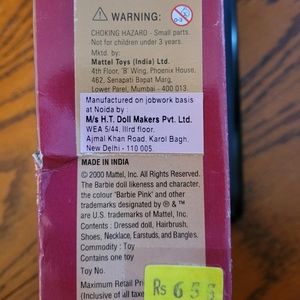 ⚠ WARNING:
CHOKING HAZARD - Small parts.
Not for children under 3 years.
Mktd. by:
Mattel Toys (India) Ltd.
4th Floor, 'B' Wing, Phoenix House,
462, Senapati Bapat Marg,
Lower Parel, Mumbai - 400 013.
0-3
Manufactured on jobwork basis
at Noida by :
M/s H.T. Doll Makers Pvt. Ltd.
WEA 5/44, IIIrd floor,
Ajmal Khan Road, Karol Bagh
New Delhi - 110 005.
MADE IN INDIA
© 2000 Mattel, Inc. All Rights Reserved.
The Barbie doll likeness and character,
the colour 'Barbie Pink' and other
trademarks designated by ® & ™
are U.S. trademarks of Mattel, Inc.
Contents : Dressed doll, Hairbrush,
Shoes, Necklace, Earstuds, and Bangles.
Commodity : Toy
Contains one toy
Toy No.
Maximum Retail Pri
(Inclusive of all taxe
Rs 655